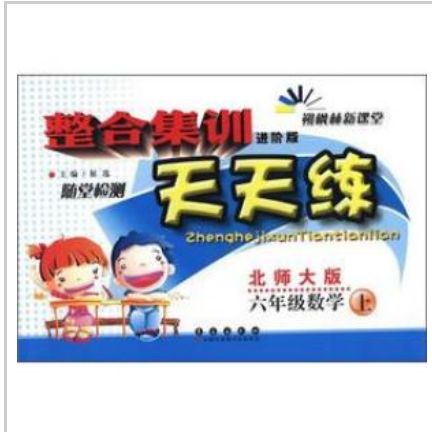 整合集训
进阶版
随堂检测
天天练
ZhenghejixunTiantianlian
北师大版
六年级数学 上